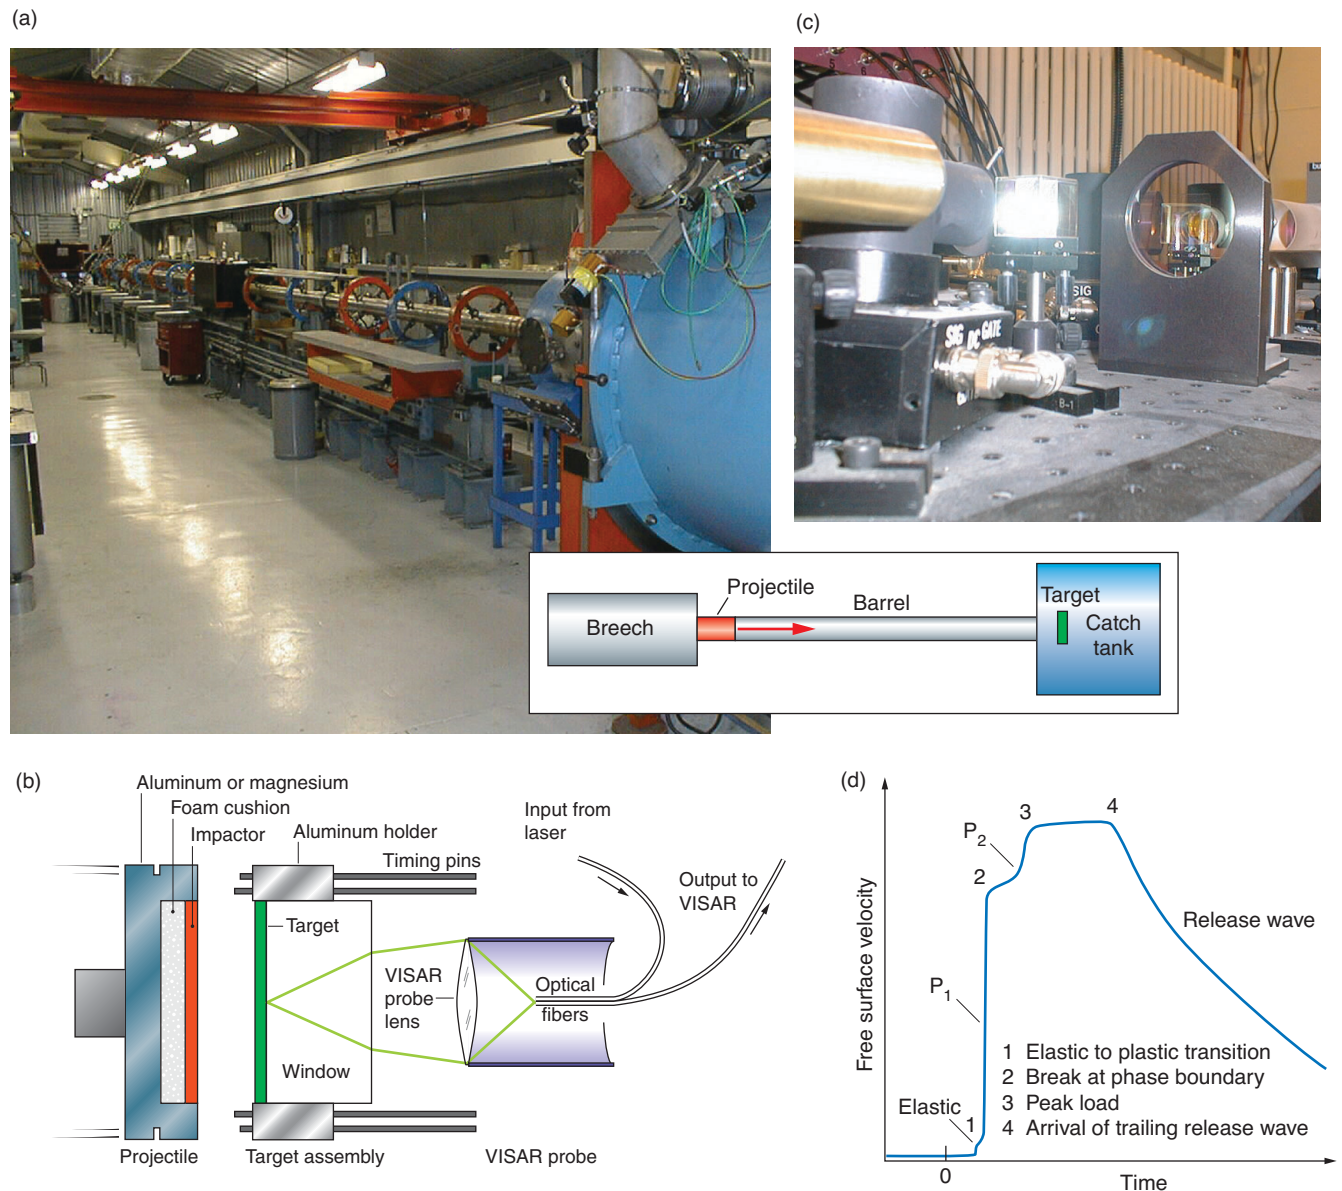 (a)
(c)
5
6
SIG
SIG DC GATE
B-1
Projectile
Barrel
Breech
Target
Catch
tank
(b)
Aluminum or magnesium
Foam cushion
Impactor
Aluminum holder
Timing pins
Input from
laser
Output to
VISAR
Target
VISAR
probe
lens
Optical
fibers
Window
Projectile
Target assembly
VISAR probe
(d)
Free surface velocity
3
4
P2
2
Release wave
P1
1 Elastic to plastic transition
2 Break at phase boundary
3 Peak load
4 Arrival of trailing release wave
Elastic
1
0
Time